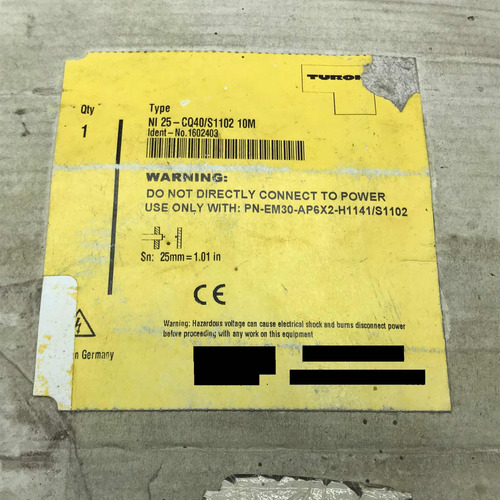 TURCK
Qty
Type
1
NI 25-CQ40/S1102 10M
Ident-No.1602403
WARNING:
DO NOT DIRECTLY CONNECT TO POWER
USE ONLY WITH: PN-EM30-AP6X2-H1141/S1102
Sn: 25mm=1.01 in
CE
Warning: Hazardous voltage can cause electrical shock and burns disconnect power
before proceeding with any work on this equipment
n Germany